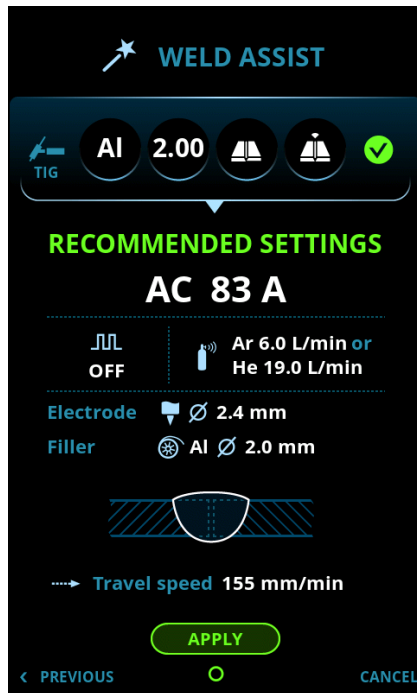 WELD ASSIST
TIG
Al
2.00
RECOMMENDED SETTINGS
AC 83 A
OFF
Ar 6.0 L/min or
He 19.0 L/min
Electrode Ø 2.4 mm
Filler Al Ø 2.0 mm
Travel speed 155 mm/min
APPLY
‹ PREVIOUS
CANCEL